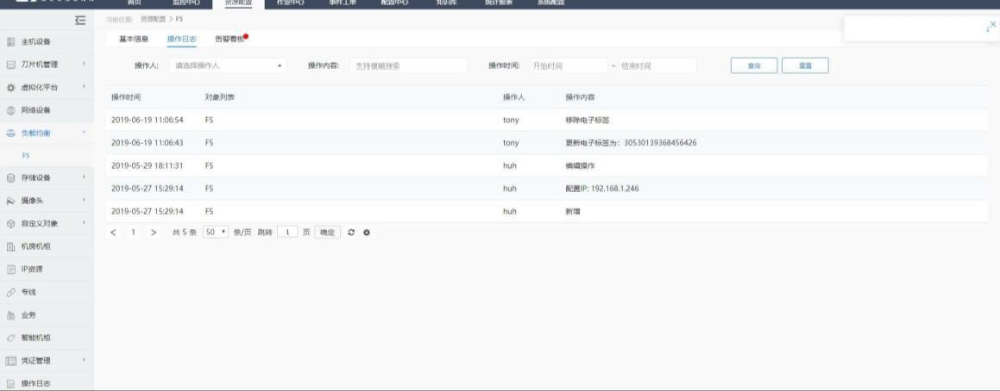 首页 监控中心 资源配置 作业中心 事件工单 配置中心 知识库 统计报表 系统配置
当前位置: 资源配置 > F5
基本信息 操作日志 告警看板
操作人: 请选择操作人 操作内容: 支持模糊搜索 操作时间: 开始时间 ~ 结束时间 查询 重置
主机设备
刀片机管理
虚拟化平台
网络设备
负载均衡
F5
存储设备
摄像头
自定义对象
机房机柜
IP资源
专线
业务
智能机柜
凭证管理
操作日志
操作时间 对象列表 操作人 操作内容
2019-06-19 11:06:54 F5 tony 移除电子标签
2019-06-19 11:06:43 F5 tony 更新电子标签为: 30530139368456426
2019-05-29 18:11:31 F5 huh 编辑操作
2019-05-27 15:29:14 F5 huh 配置IP: 192.168.1.246
2019-05-27 15:29:14 F5 huh 新增
< 1 > 共 5 条 50 条/页 跳转 1 页 确定